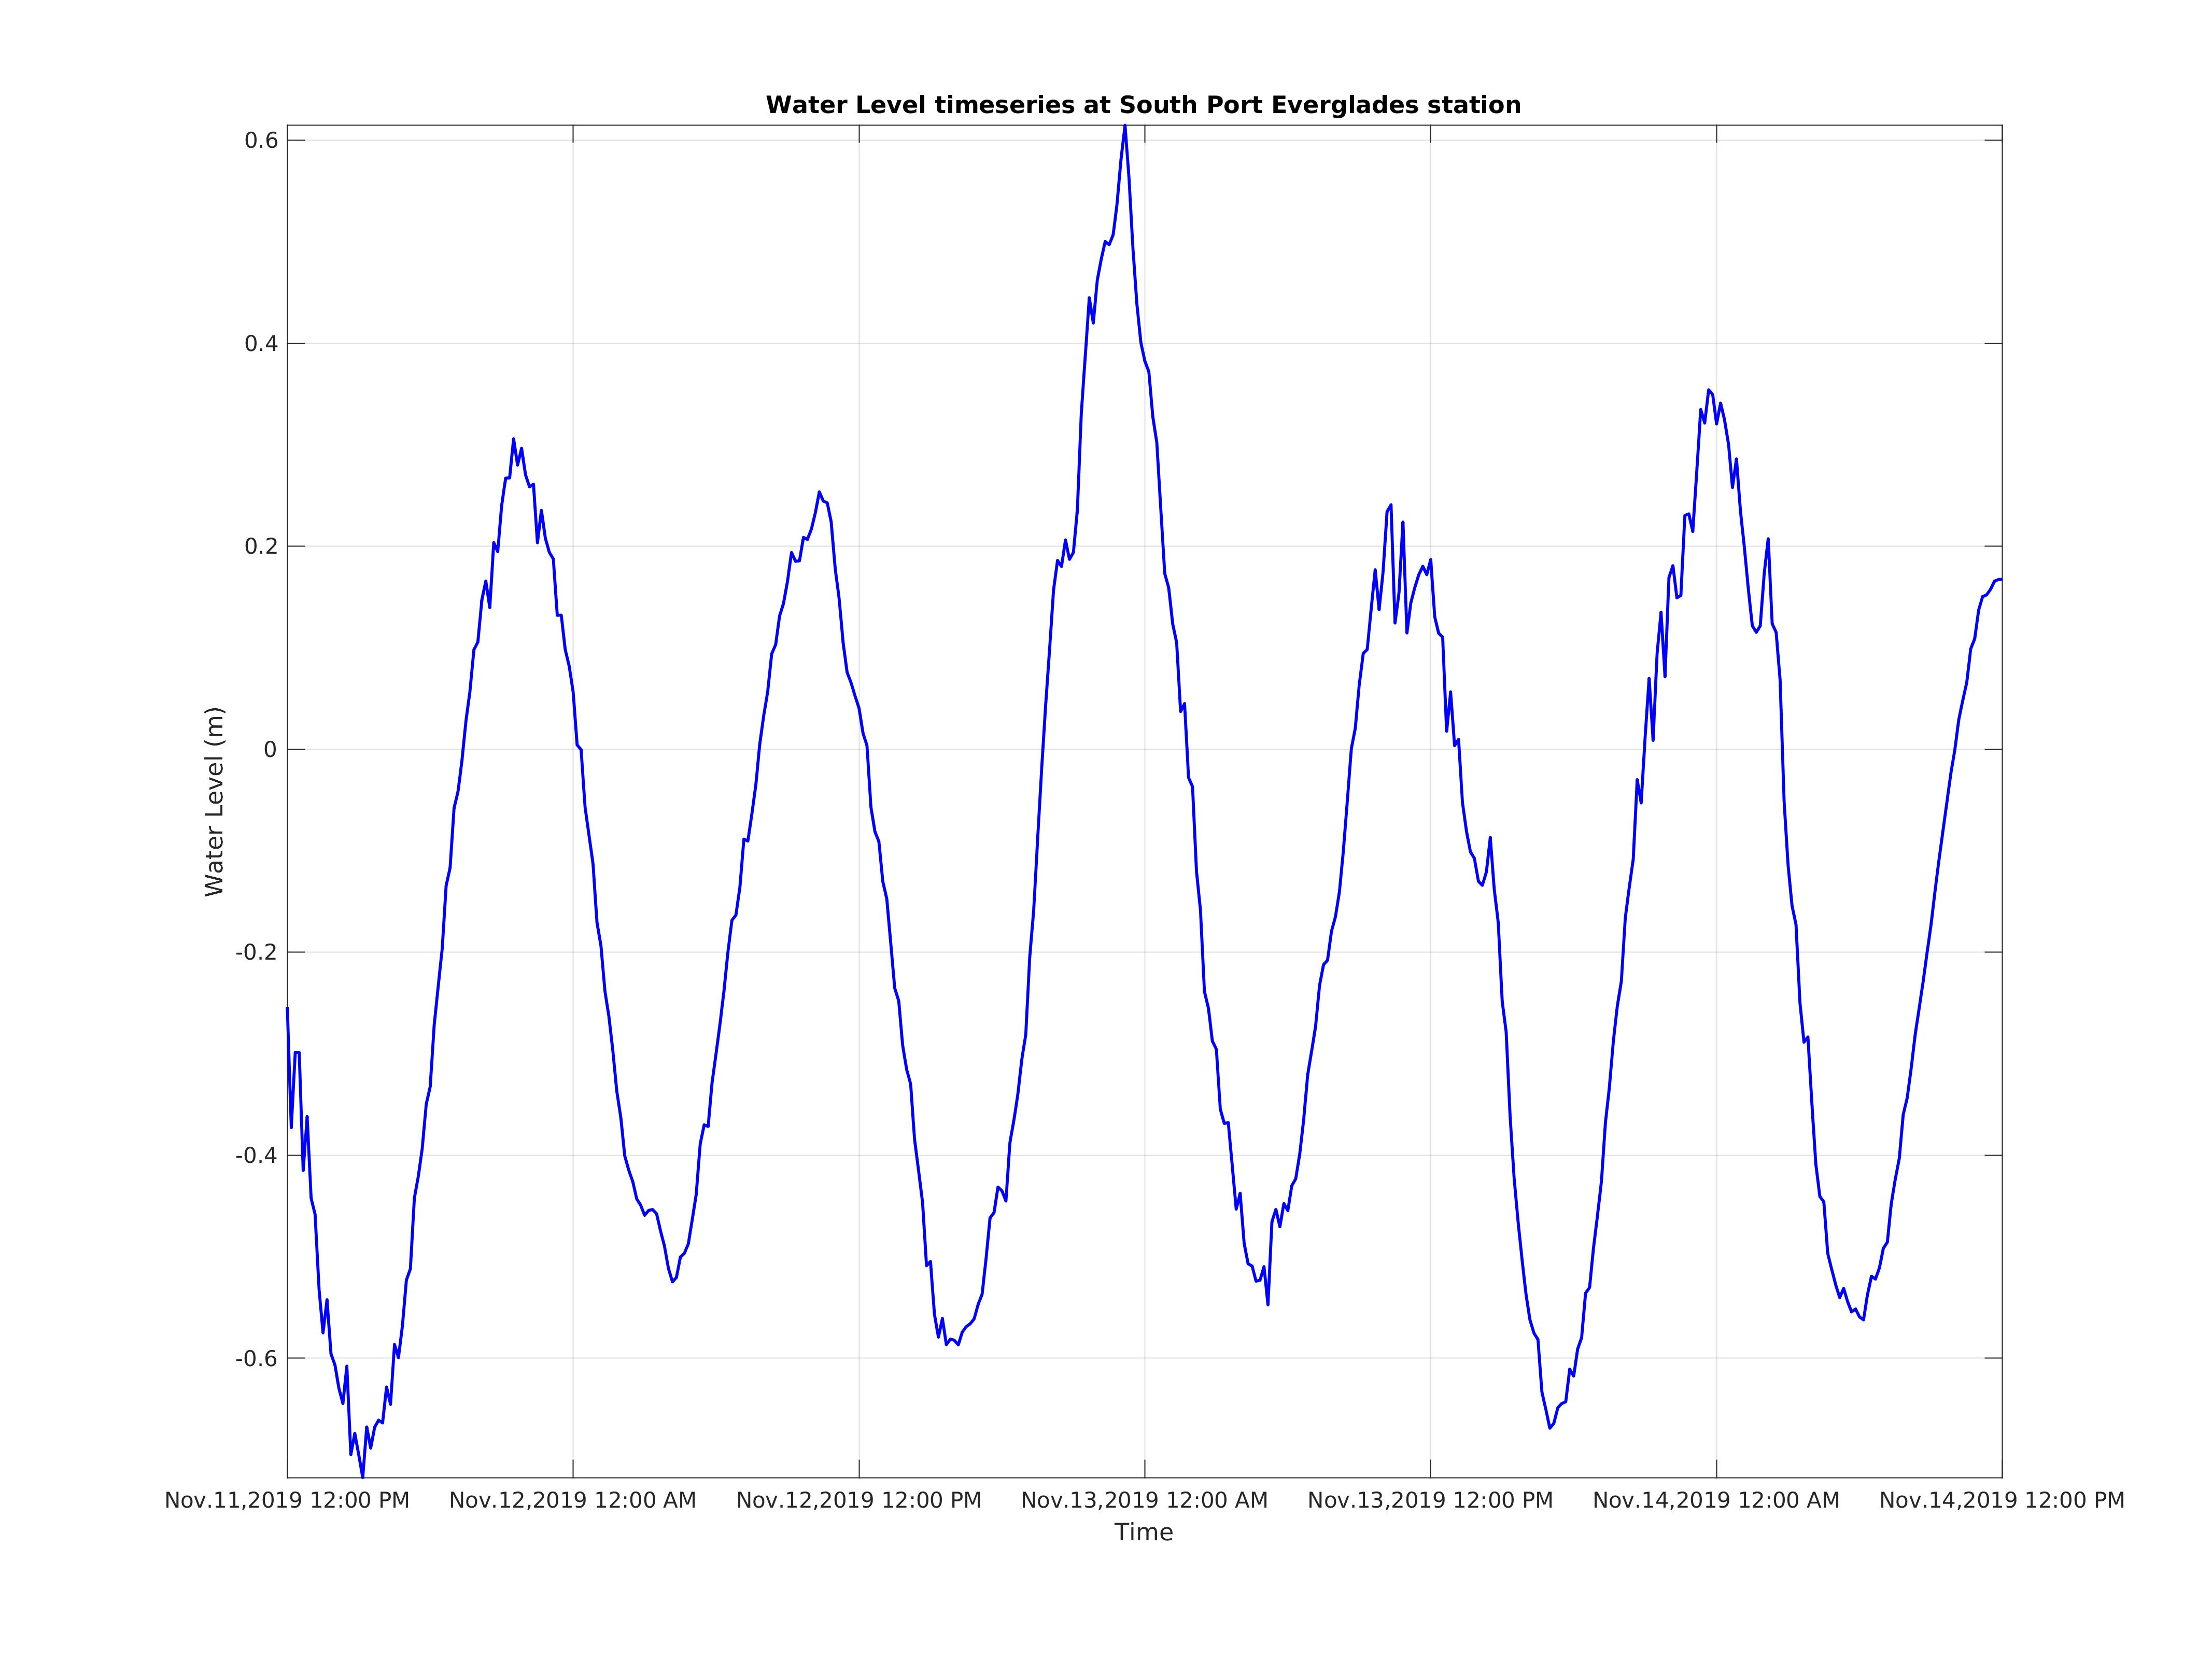 Water Level timeseries at South Port Everglades station
0.6
0.4
0.2
0
-0.2
-0.4
-0.6
Water Level (m)
Nov.11,2019 12:00 PM Nov.12,2019 12:00 AM Nov.12,2019 12:00 PM Nov.13,2019 12:00 AM Nov.13,2019 12:00 PM Nov.14,2019 12:00 AM Nov.14,2019 12:00 PM
Time